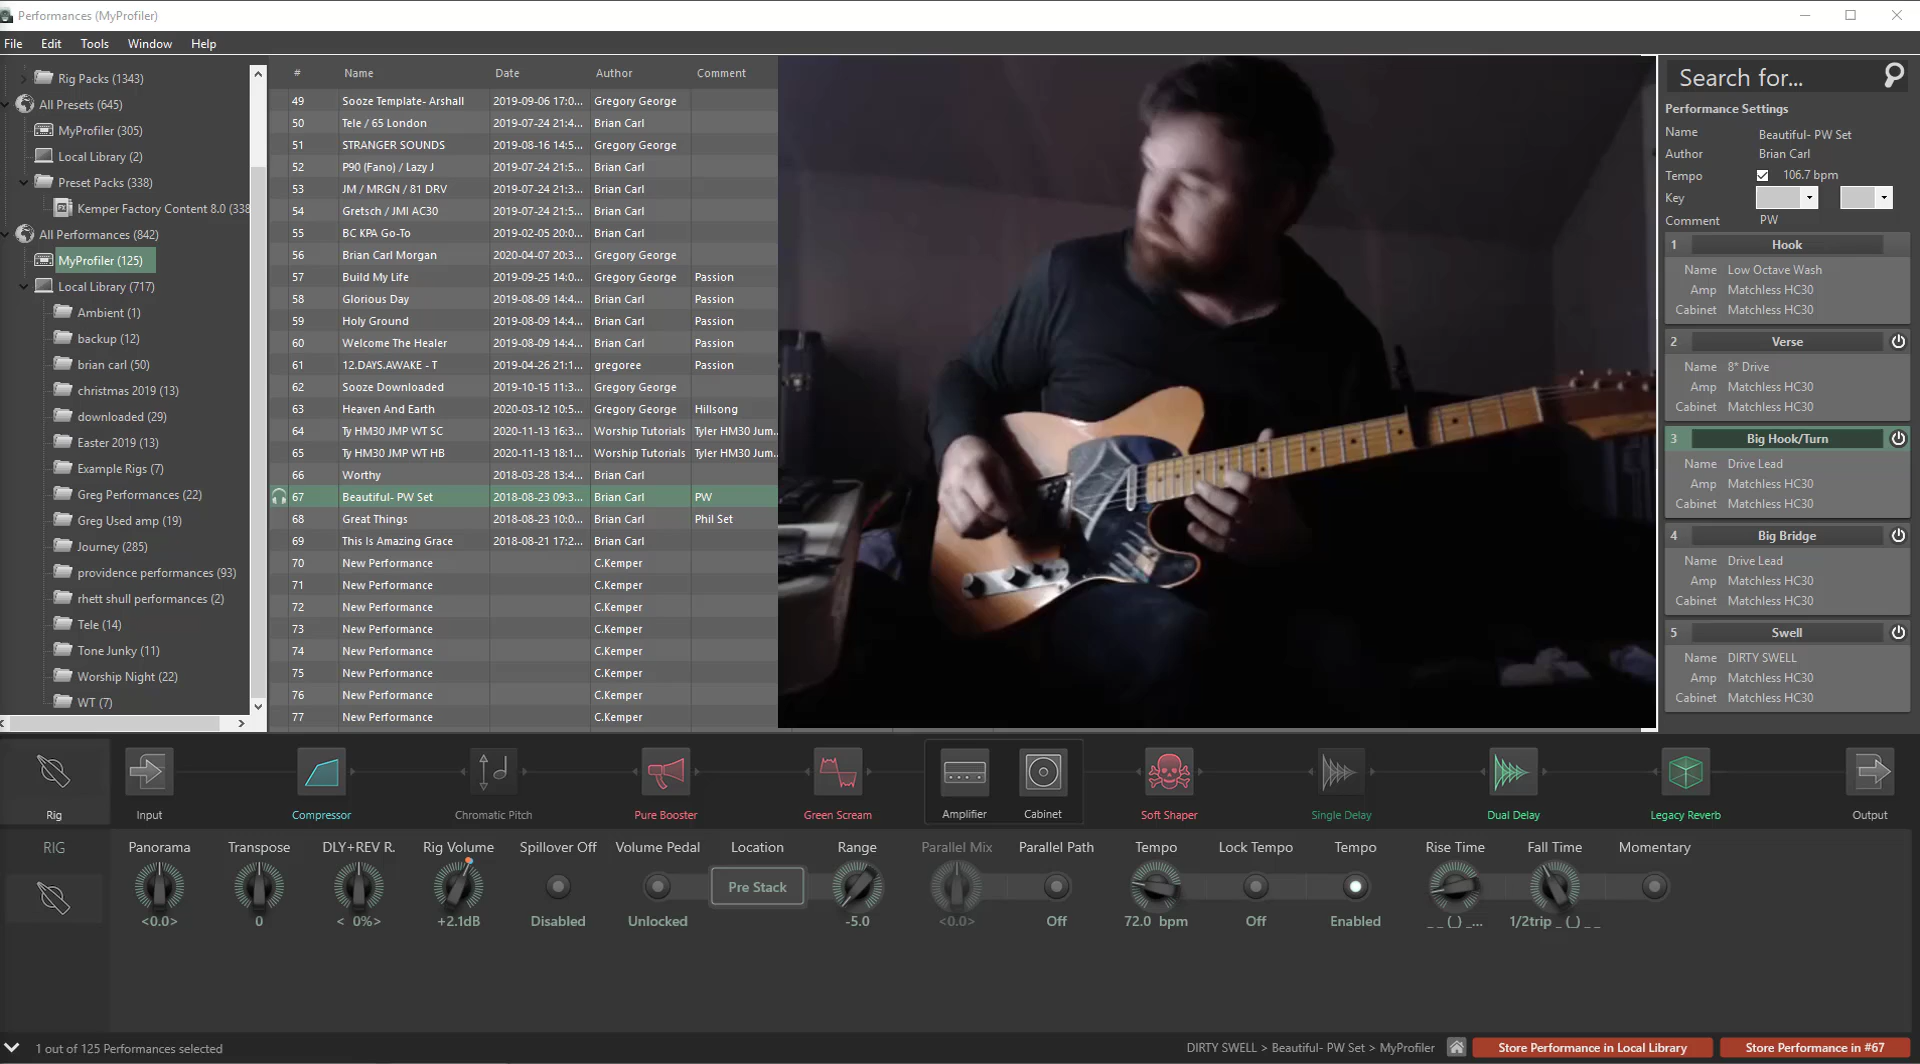 Performances (MyProfiler)
File Edit Tools Window Help
Rig Packs (1343)
All Presets (645)
MyProfiler (305)
Local Library (2)
Preset Packs (338)
Kemper Factory Content 8.0 (338
All Performances (842)
MyProfiler (125)
Local Library (717)
Ambient (1)
backup (12)
brian carl (50)
christmas 2019 (13)
downloaded (29)
Easter 2019 (13)
Example Rigs (7)
Greg Performances (22)
Greg Used amp (19)
Journey (285)
providence performances (93)
rhett shull performances (2)
Tele (14)
Tone Junky (11)
Worship Night (22)
WT (7)
# Name Date Author Comment
49 Sooze Template- Arshall 2019-09-06 17:0... Gregory George
50 Tele / 65 London 2019-07-24 21:4... Brian Carl
51 STRANGER SOUNDS 2019-08-16 14:5... Gregory George
52 P90 (Fano) / Lazy J 2019-07-24 21:5... Brian Carl
53 JM / MRGN / 81 DRV 2019-07-24 21:3... Brian Carl
54 Gretsch / JMI AC30 2019-07-24 21:5... Brian Carl
55 BC KPA Go-To 2019-02-05 20:0... Brian Carl
56 Brian Carl Morgan 2020-04-07 20:3... Gregory George
57 Build My Life 2019-09-25 14:0... Gregory George Passion
58 Glorious Day 2019-08-09 14:4... Brian Carl Passion
59 Holy Ground 2019-08-09 14:4... Brian Carl Passion
60 Welcome The Healer 2019-08-09 14:4... Brian Carl Passion
61 12.DAYS.AWAKE - T 2019-04-26 21:1... gregoree Passion
62 Sooze Downloaded 2019-10-15 11:3... Gregory George
63 Heaven And Earth 2020-03-12 10:5... Gregory George Hillsong
64 Ty HM30 JMP WT SC 2020-11-13 16:3... Worship Tutorials Tyler HM30 Jum...
65 Ty HM30 JMP WT HB 2020-11-13 18:1... Worship Tutorials Tyler HM30 Jum...
66 Worthy 2018-03-28 13:4... Brian Carl
67 Beautiful- PW Set 2018-08-23 09:3... Brian Carl PW
68 Great Things 2018-08-23 10:0... Brian Carl Phil Set
69 This Is Amazing Grace 2018-08-21 17:2... Brian Carl
70 New Performance C.Kemper
71 New Performance C.Kemper
72 New Performance C.Kemper
73 New Performance C.Kemper
74 New Performance C.Kemper
75 New Performance C.Kemper
76 New Performance C.Kemper
77 New Performance C.Kemper
Search for...
Performance Settings
Name Beautiful- PW Set
Author Brian Carl
Tempo 106.7 bpm
Key
Comment PW
1 Hook
Name Low Octave Wash
Amp Matchless HC30
Cabinet Matchless HC30
2 Verse
Name 8* Drive
Amp Matchless HC30
Cabinet Matchless HC30
3 Big Hook/Turn
Name Drive Lead
Amp Matchless HC30
Cabinet Matchless HC30
4 Big Bridge
Name Drive Lead
Amp Matchless HC30
Cabinet Matchless HC30
5 Swell
Name DIRTY SWELL
Amp Matchless HC30
Cabinet Matchless HC30
Rig Input Compressor Chromatic Pitch Pure Booster Green Scream Amplifier Cabinet Soft Shaper Single Delay Dual Delay Legacy Reverb Output
RIG Panorama Transpose DLY+REV R. Rig Volume Spillover Off Volume Pedal Location Range Parallel Mix Parallel Path Tempo Lock Tempo Tempo Rise Time Fall Time Momentary
Pre Stack
<0.0> 0 < 0%> +2.1dB Disabled Unlocked -5.0 <0.0> Off 72.0 bpm Off Enabled _ _ (_) _... 1/2trip _ (_) _ _
1 out of 125 Performances selected
DIRTY SWELL > Beautiful- PW Set > MyProfiler
Store Performance in Local Library
Store Performance in #67